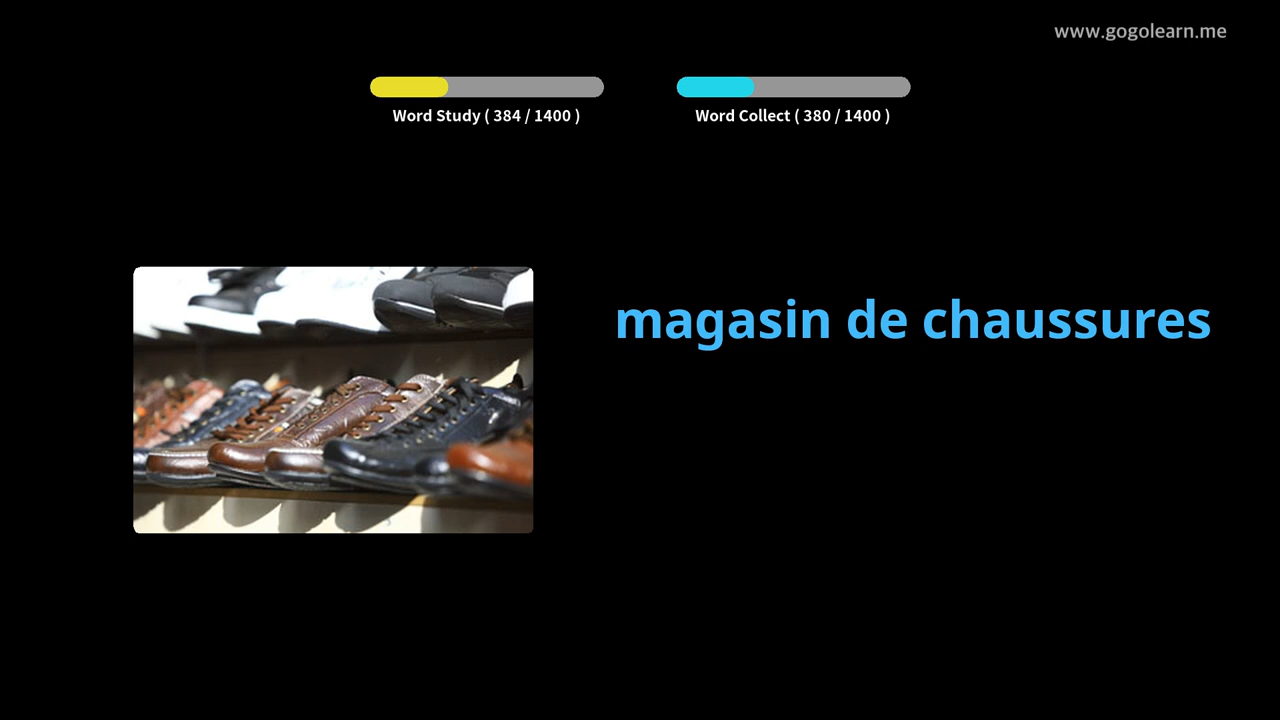 www.gogolearn.me
Word Study ( 384 / 1400 )
Word Collect ( 380 / 1400 )
magasin de chaussures